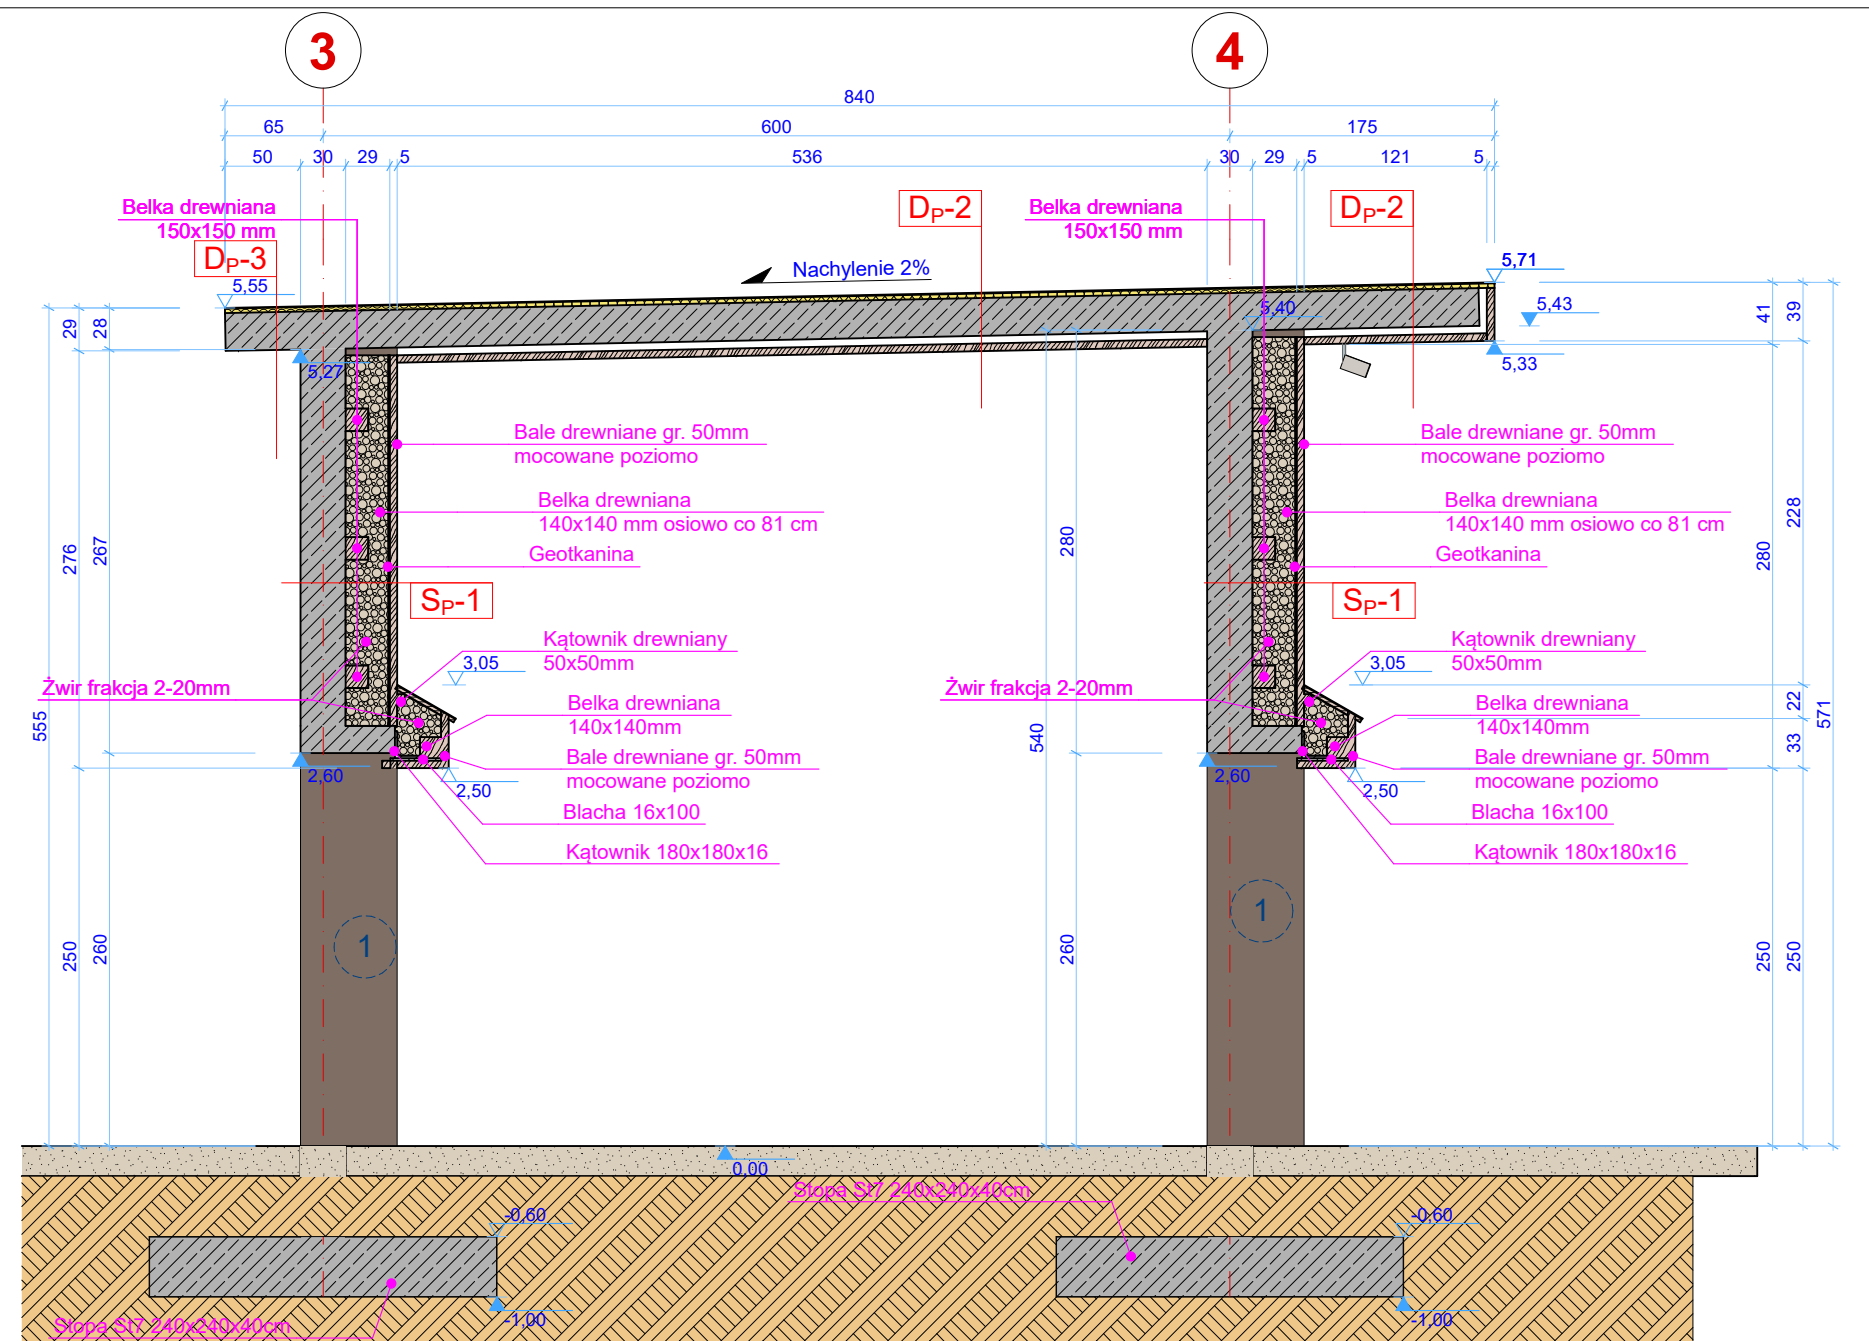 3
4
840
65
600
175
50
30
29
5
536
30
29
5
121
5
Belka drewniana
150x150 mm
DP-3
DP-2
Belka drewniana
150x150 mm
DP-2
Nachylenie 2%
5,55
5,71
5,40
5,43
5,27
5,33
29
28
41
39
Bale drewniane gr. 50mm
mocowane poziomo
Belka drewniana
140x140 mm osiowo co 81 cm
Geotkanina
SP-1
Bale drewniane gr. 50mm
mocowane poziomo
Belka drewniana
140x140 mm osiowo co 81 cm
Geotkanina
SP-1
276
267
280
280
228
Kątownik drewniany
50x50mm
3,05
Żwir frakcja 2-20mm
Belka drewniana
140x140mm
Bale drewniane gr. 50mm
mocowane poziomo
Blacha 16x100
Kątownik 180x180x16
2,60
2,50
Kątownik drewniany
50x50mm
3,05
Żwir frakcja 2-20mm
Belka drewniana
140x140mm
Bale drewniane gr. 50mm
mocowane poziomo
Blacha 16x100
Kątownik 180x180x16
2,60
2,50
555
540
22
33
571
1
1
250
260
260
250
250
0,00
Stopa St7 240x240x40cm
-0,60
-0,60
-1,00
-1,00
Stopa St7 240x240x40cm